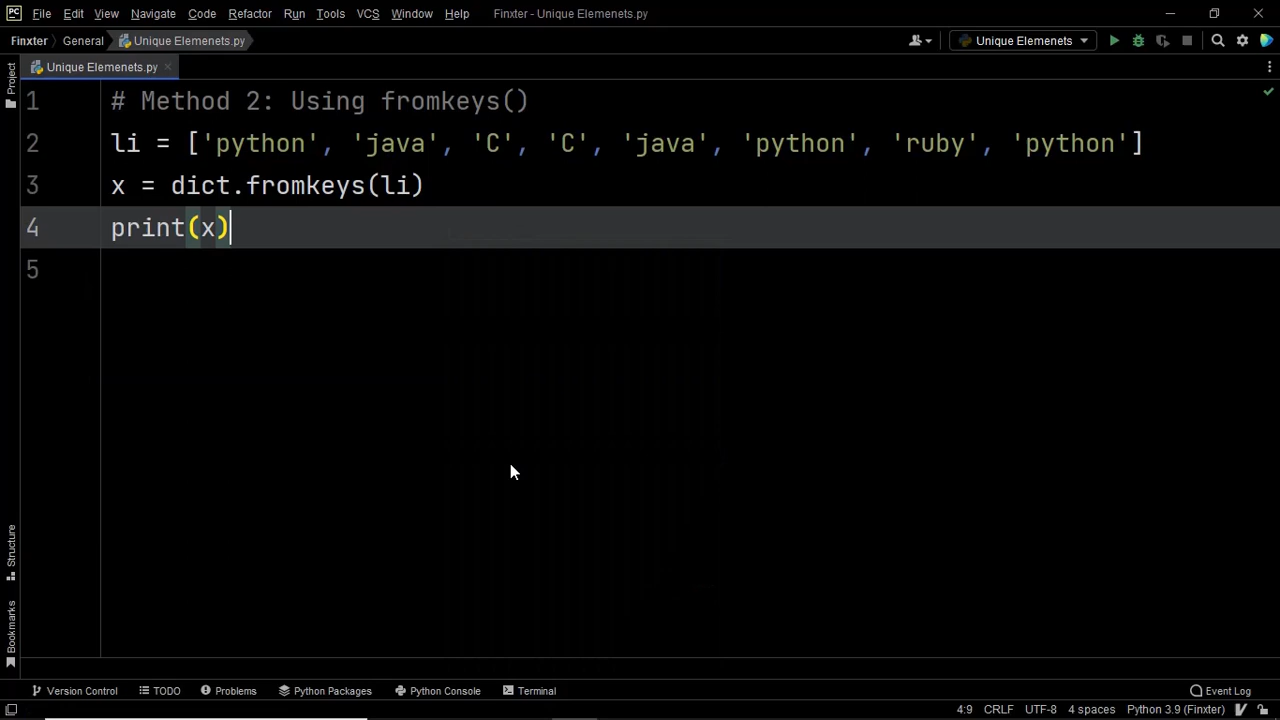 PC File Edit View Navigate Code Refactor Run Tools VCS Window Help Finxter - Unique Elemenets.py
Finxter General Unique Elemenets.py Unique Elemenets
Project Unique Elemenets.py
1 # Method 2: Using fromkeys()
2 li = ['python', 'java', 'C', 'C', 'java', 'python', 'ruby', 'python']
3 x = dict.fromkeys(li)
4 print(x)
5
Structure
Bookmarks
Version Control TODO Problems Python Packages Python Console Terminal Event Log
4:9 CRLF UTF-8 4 spaces Python 3.9 (Finxter)